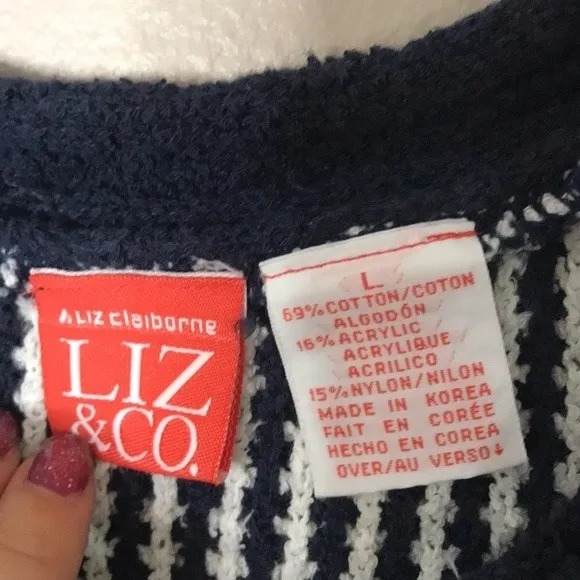 LIZ claiborne
LIZ
&CO.
L
69% COTTON/COTON
ALGODÓN
16% ACRYLIC
ACRYLIQUE
ACRILICO
15% NYLON/NILON
MADE IN KOREA
FAIT EN CORÉE
HECHO EN COREA
OVER/AU VERSO↓